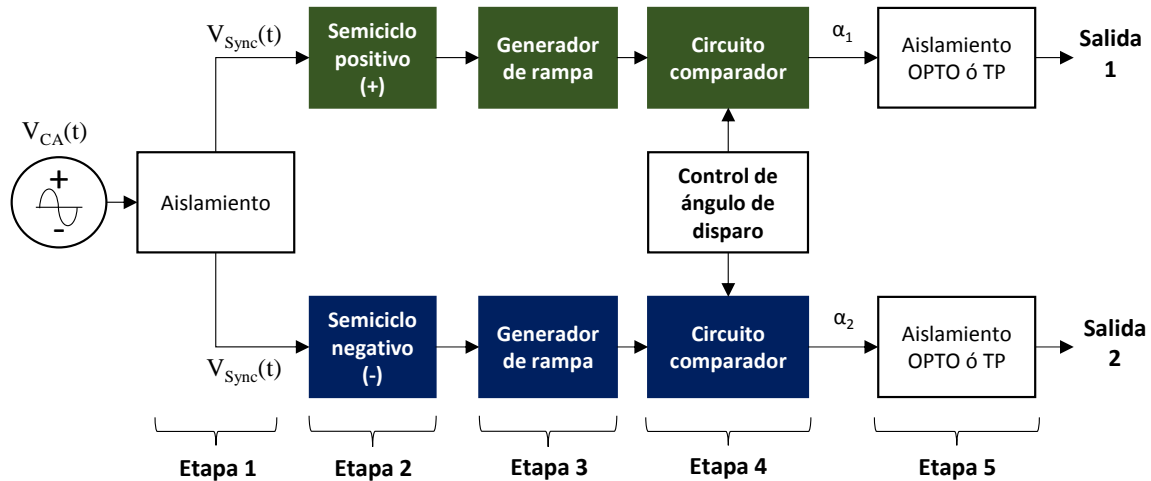 V_Sync(t)
Semiciclo
positivo
(+)
Generador
de rampa
Circuito
comparador
α₁
Aislamiento
OPTO ó TP
Salida
1
V_CA(t)
+
-
Aislamiento
Control de
ángulo de
disparo
V_Sync(t)
Semiciclo
negativo
(-)
Generador
de rampa
Circuito
comparador
α₂
Aislamiento
OPTO ó TP
Salida
2
Etapa 1
Etapa 2
Etapa 3
Etapa 4
Etapa 5